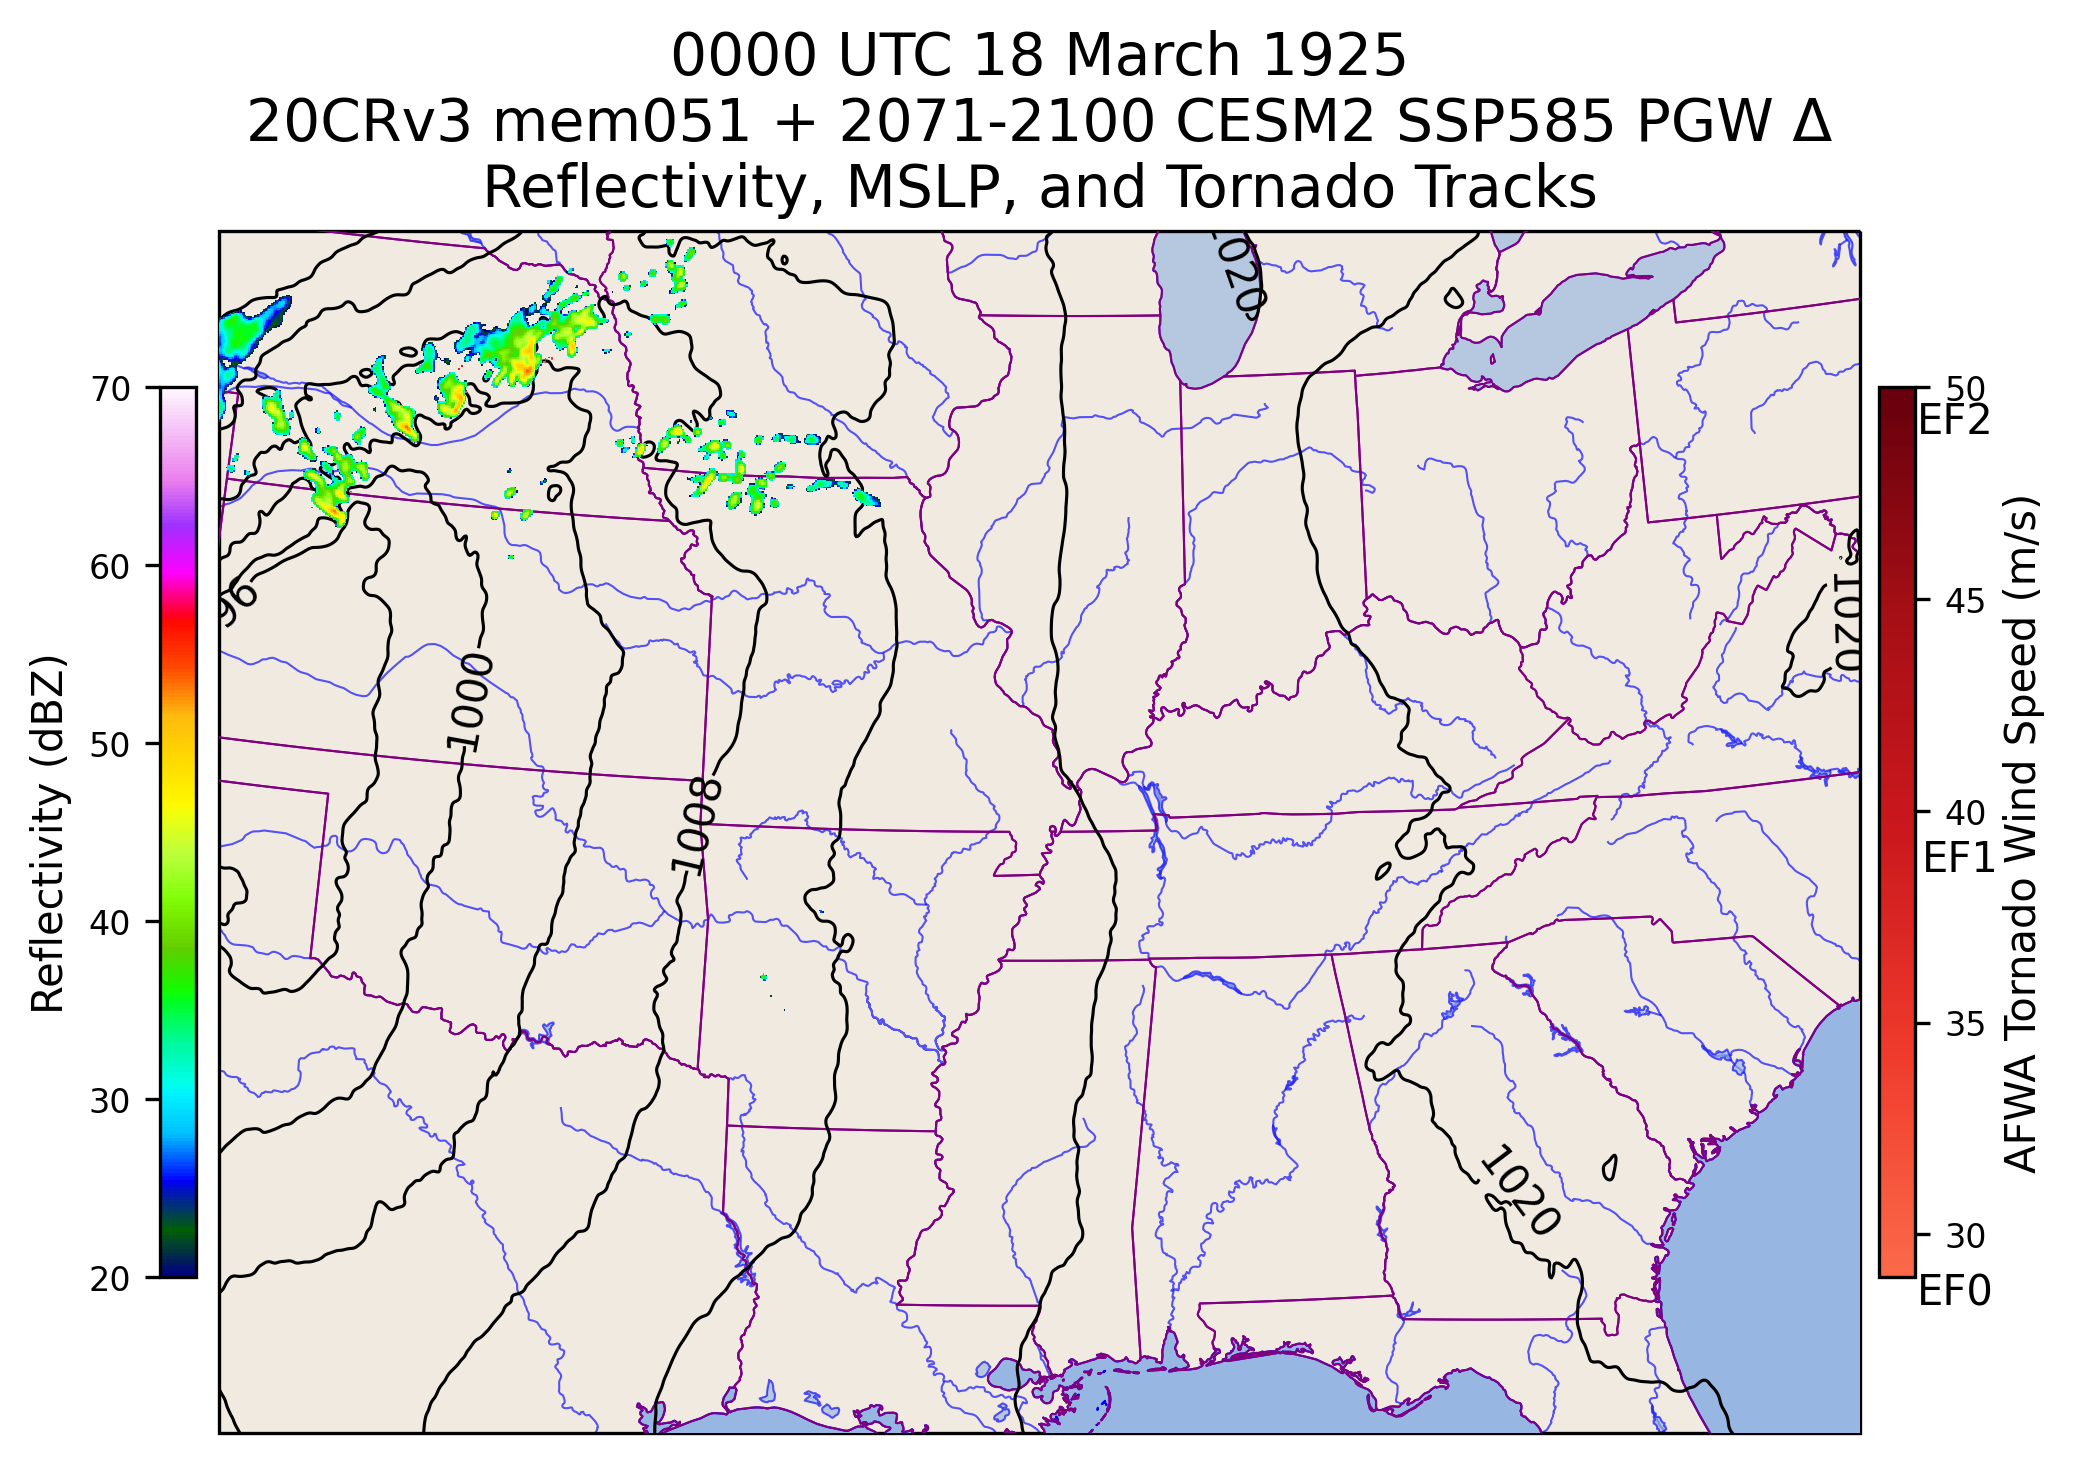 0000 UTC 18 March 1925
20CRv3 mem051 + 2071-2100 CESM2 SSP585 PGW Δ
Reflectivity, MSLP, and Tornado Tracks
1020
1020
96
1000
1008
1020
Reflectivity (dBZ)
70
60
50
40
30
20
50
EF2
45
40
EF1
35
30
EF0
AFWA Tornado Wind Speed (m/s)